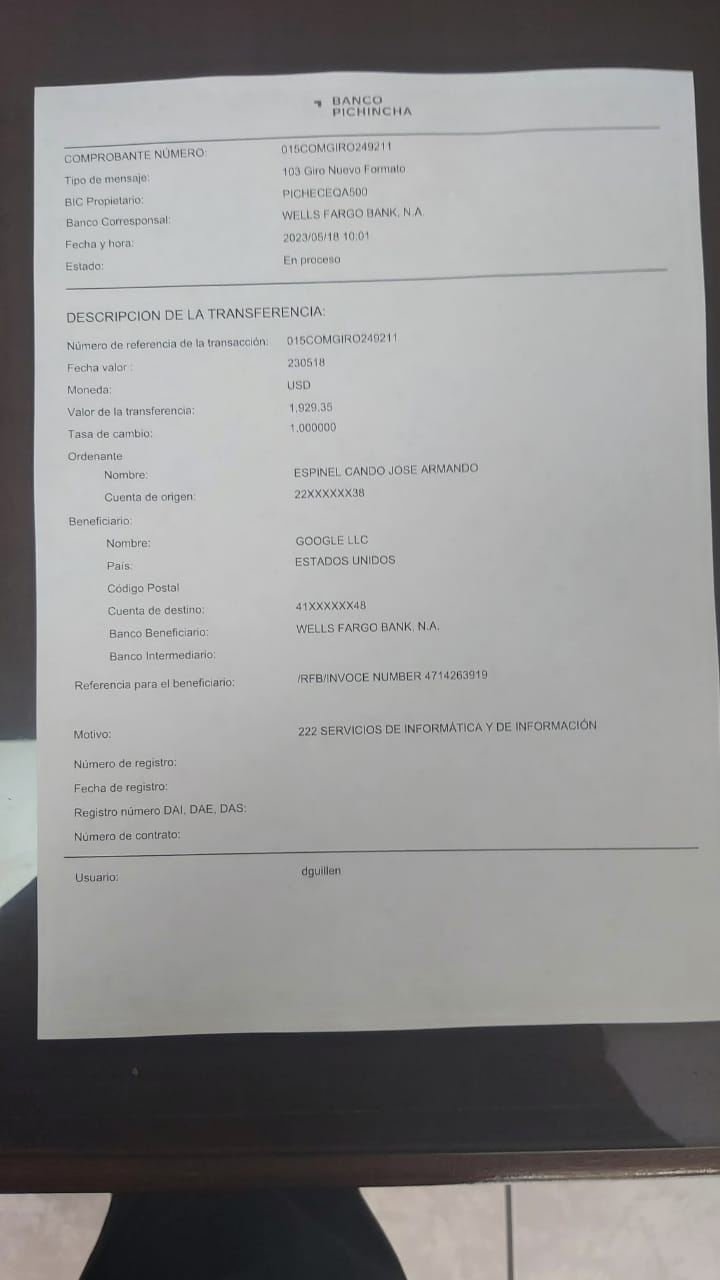 BANCO
PICHINCHA
COMPROBANTE NÚMERO: 015COMGIRO249211
Tipo de mensaje: 103 Giro Nuevo Formato
BIC Propietario: PICHECEQA500
Banco Corresponsal: WELLS FARGO BANK, N.A.
Fecha y hora: 2023/05/18 10:01
Estado: En proceso
DESCRIPCION DE LA TRANSFERENCIA:
Número de referencia de la transacción: 015COMGIRO249211
Fecha valor : 230518
Moneda: USD
Valor de la transferencia: 1,929.35
Tasa de cambio: 1.000000
Ordenante
Nombre: ESPINEL CANDO JOSE ARMANDO
Cuenta de origen: 22XXXXXX38
Beneficiario:
Nombre: GOOGLE LLC
País: ESTADOS UNIDOS
Código Postal
Cuenta de destino: 41XXXXXX48
Banco Beneficiario: WELLS FARGO BANK, N.A.
Banco Intermediario:
Referencia para el beneficiario: /RFB/INVOCE NUMBER 4714263919
Motivo: 222 SERVICIOS DE INFORMÁTICA Y DE INFORMACIÓN
Número de registro:
Fecha de registro:
Registro número DAI, DAE, DAS:
Número de contrato:
Usuario: dguillen